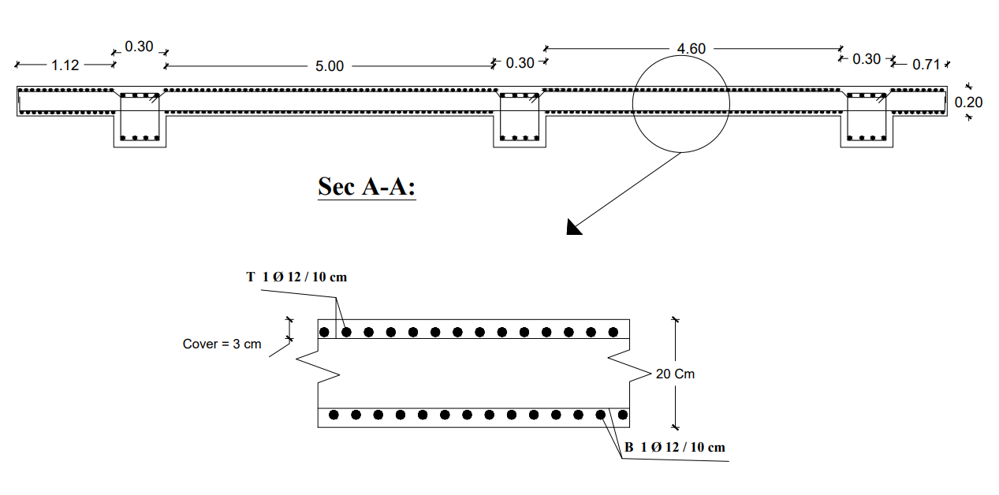 1.12
0.30
5.00
0.30
4.60
0.30
0.71
0.20
Sec A-A:
T 1 Ø 12 / 10 cm
Cover = 3 cm
20 Cm
B 1 Ø 12 / 10 cm